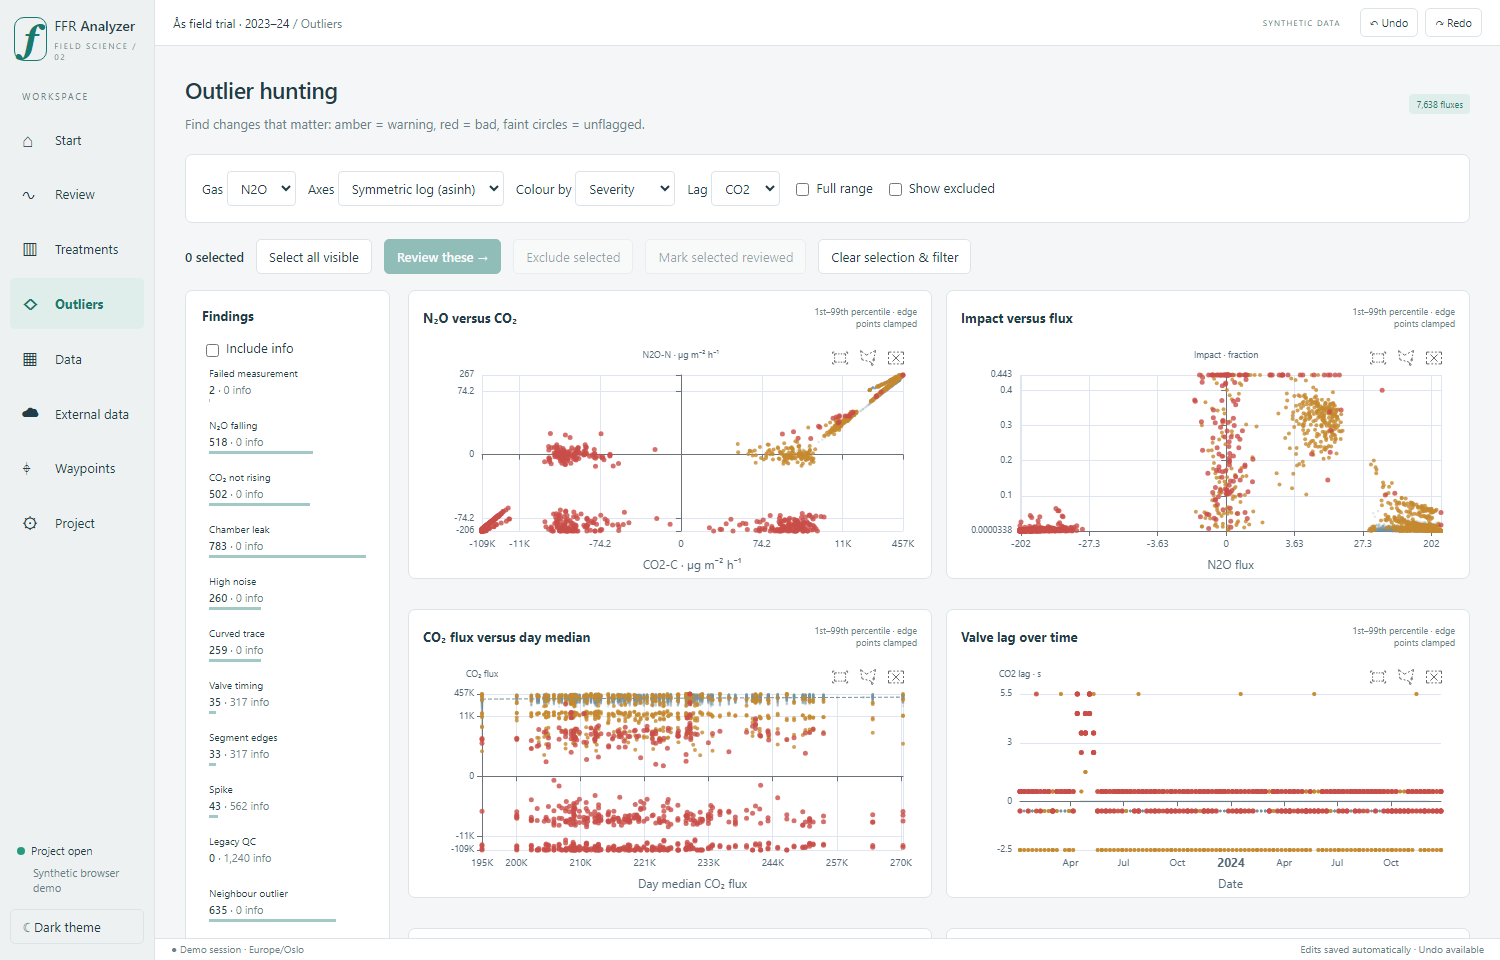 FFR Analyzer
FIELD SCIENCE /
02
WORKSPACE
Start
Review
Treatments
Outliers
Data
External data
Waypoints
Project
Project open
Synthetic browser
demo
☾ Dark theme
Ås field trial · 2023–24 / Outliers
SYNTHETIC DATA
↶ Undo
↷ Redo
Outlier hunting
Find changes that matter: amber = warning, red = bad, faint circles = unflagged.
7,638 fluxes
Gas N2O
Axes Symmetric log (asinh)
Colour by Severity
Lag CO2
Full range
Show excluded
0 selected
Select all visible
Review these →
Exclude selected
Mark selected reviewed
Clear selection & filter
Findings
Include info
Failed measurement
2 · 0 info
N₂O falling
518 · 0 info
CO₂ not rising
502 · 0 info
Chamber leak
783 · 0 info
High noise
260 · 0 info
Curved trace
259 · 0 info
Valve timing
35 · 317 info
Segment edges
33 · 317 info
Spike
43 · 562 info
Legacy QC
0 · 1,240 info
Neighbour outlier
635 · 0 info
N₂O versus CO₂
1st–99th percentile · edge
points clamped
N2O-N · µg m⁻² h⁻¹
267
74.2
0
-74.2
-206
-109K -11K -74.2 0 74.2 11K 457K
CO2-C · µg m⁻² h⁻¹
Impact versus flux
1st–99th percentile · edge
points clamped
Impact · fraction
0.443
0.4
0.3
0.2
0.1
0.0000338
-202 -27.3 -3.63 0 3.63 27.3 202
N2O flux
CO₂ flux versus day median
1st–99th percentile · edge
points clamped
CO₂ flux
457K
11K
0
-11K
-109K
195K 200K 210K 221K 233K 244K 257K 270K
Day median CO₂ flux
Valve lag over time
1st–99th percentile · edge
points clamped
CO2 lag · s
5.5
3
0
-2.5
Apr Jul Oct 2024 Apr Jul Oct
Date
Demo session · Europe/Oslo
Edits saved automatically · Undo available